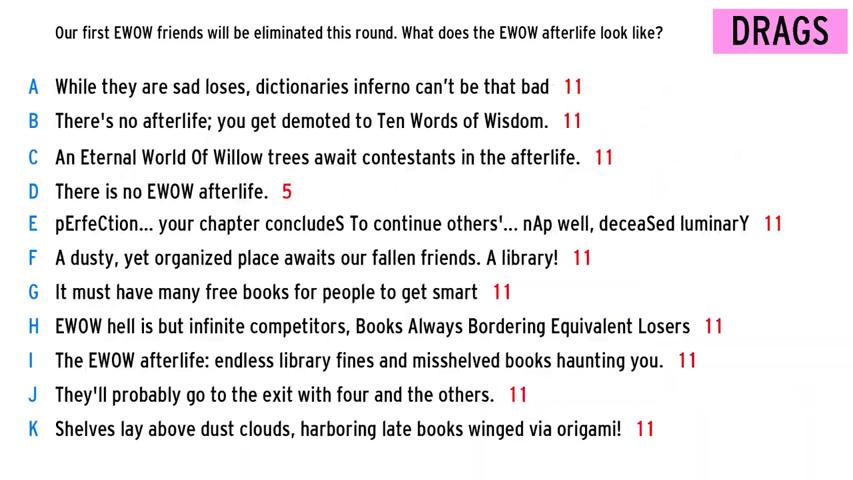 Our first EWOW friends will be eliminated this round. What does the EWOW afterlife look like?
DRAGS
A While they are sad loses, dictionaries inferno can't be that bad 11
B There's no afterlife; you get demoted to Ten Words of Wisdom. 11
C An Eternal World Of Willow trees await contestants in the afterlife. 11
D There is no EWOW afterlife. 5
E pErfeCtion... your chapter concludeS To continue others'... nAp well, deceaSed luminarY 11
F A dusty, yet organized place awaits our fallen friends. A library! 11
G It must have many free books for people to get smart 11
H EWOW hell is but infinite competitors, Books Always Bordering Equivalent Losers 11
I The EWOW afterlife: endless library fines and misshelved books haunting you. 11
J They'll probably go to the exit with four and the others. 11
K Shelves lay above dust clouds, harboring late books winged via origami! 11